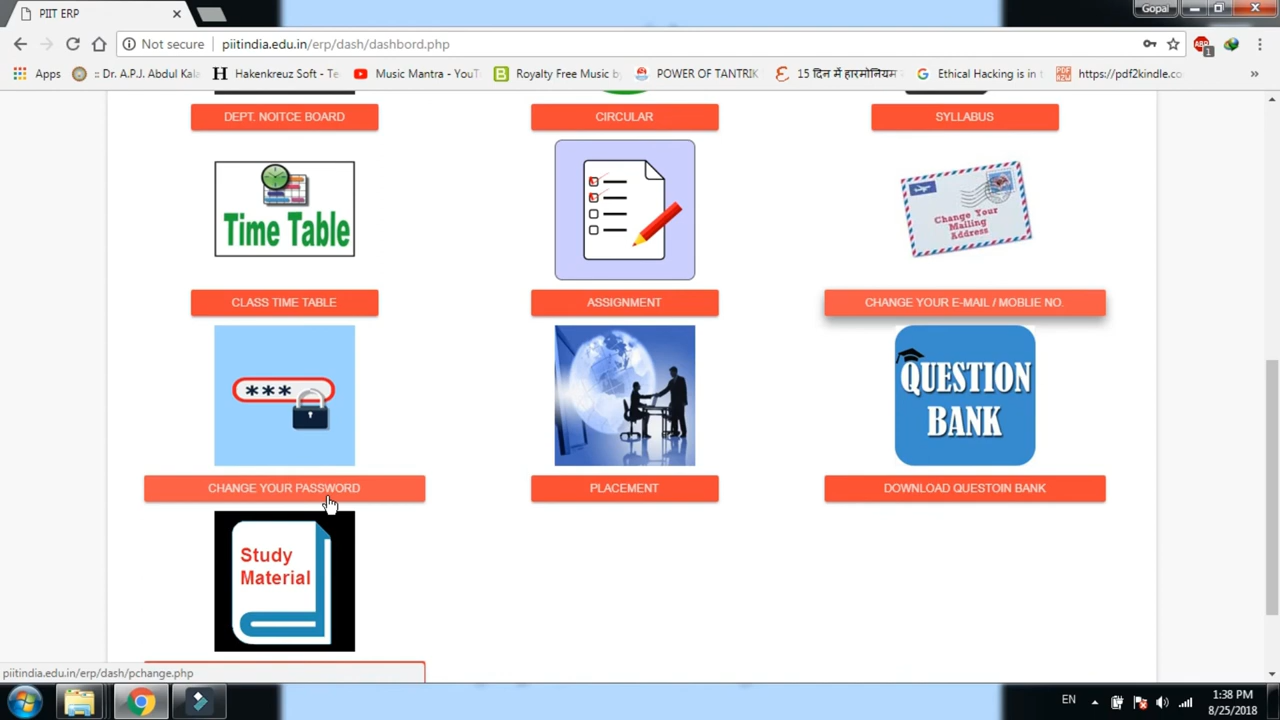 PIIT ERP
Gopal
Not secure
piitindia.edu.in/erp/dash/dashbord.php
Apps
:: Dr. A.P.J. Abdul Kala
Hakenkreuz Soft - Te
Music Mantra - YouT
Royalty Free Music b
POWER OF TANTRIK
15 दिन में हारमोनियम
Ethical Hacking is in t
https://pdf2kindle.co
DEPT. NOITCE BOARD
CIRCULAR
SYLLABUS
Time Table
Change Your
Mailing
Address
CLASS TIME TABLE
ASSIGNMENT
CHANGE YOUR E-MAIL / MOBLIE NO
***
QUESTION
BANK
CHANGE YOUR PASSWORD
PLACEMENT
DOWNLOAD QUESTOIN BANK
Study
Material
piitindia.edu.in/erp/dash/pchange.php
EN
1:38 PM
8/25/2018